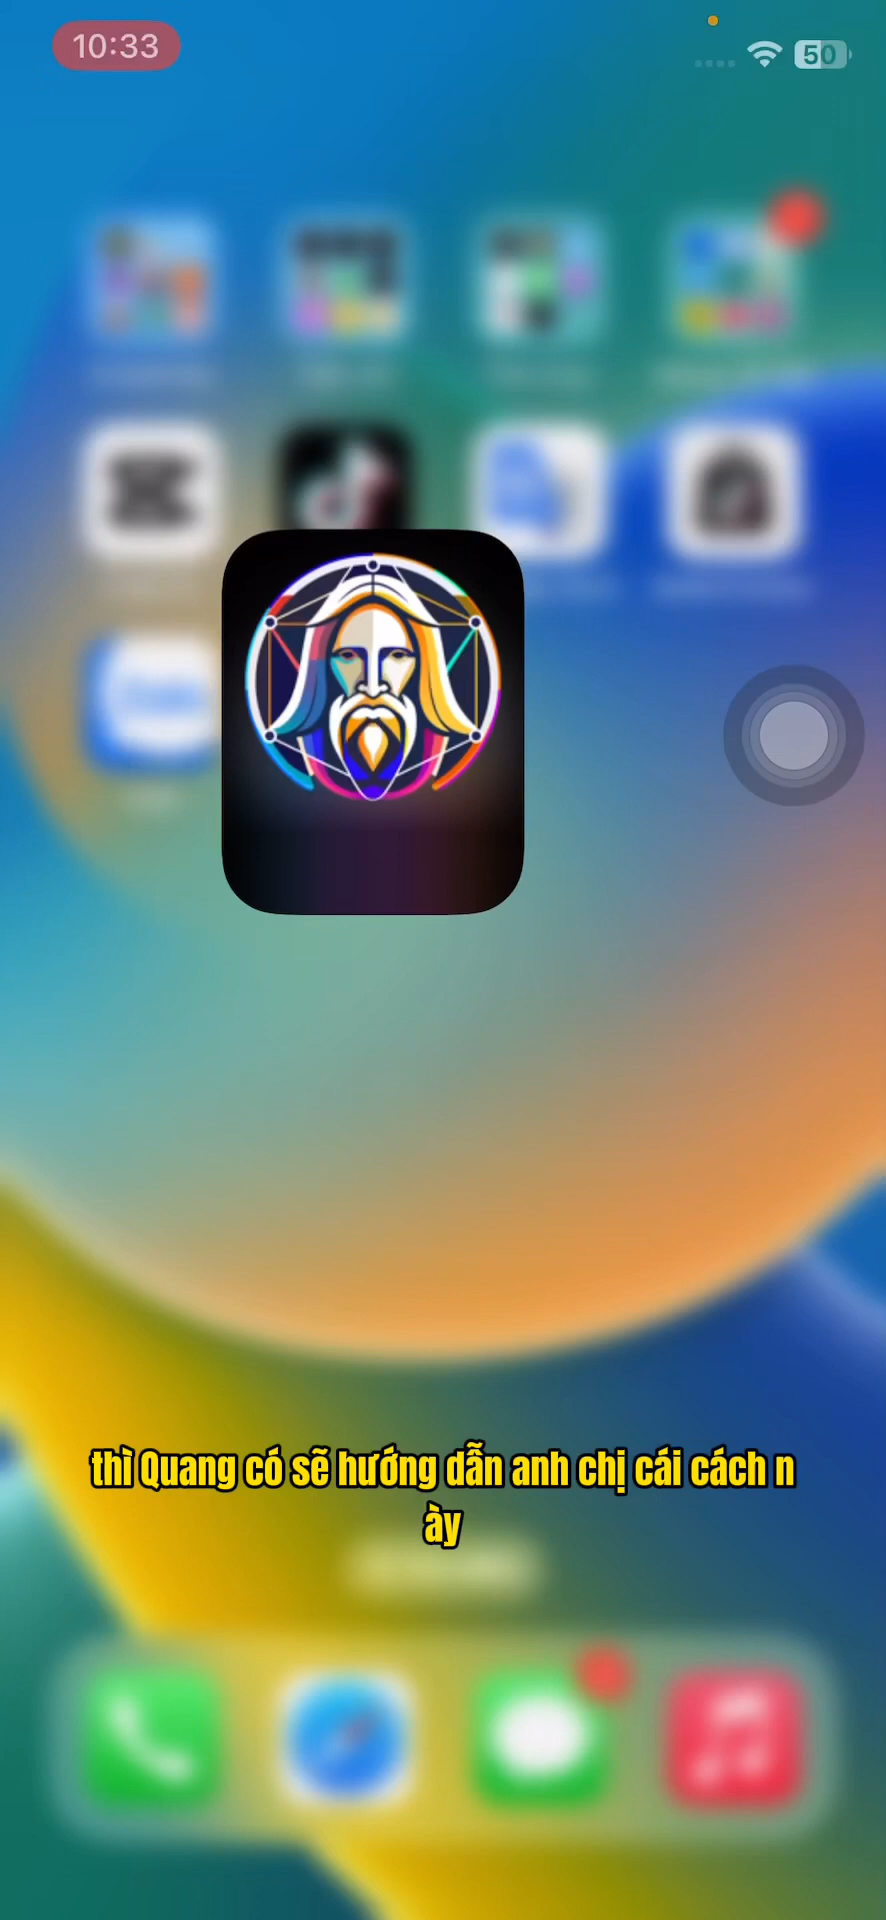 10:33
50
thì Quang có sẽ hướng dẫn anh chị cái cách n
ày